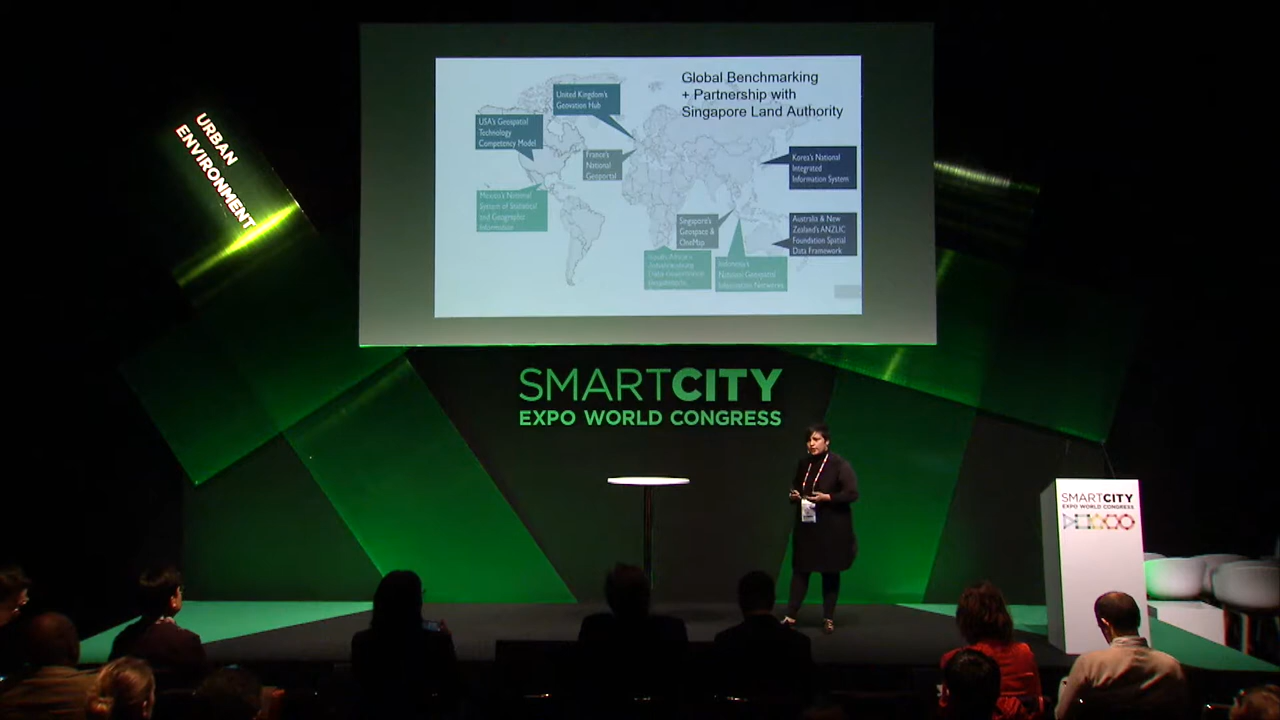 URBAN
ENVIRONMENT
Global Benchmarking
+ Partnership with
Singapore Land Authority
United Kingdom's
Geovation Hub
USA's Geospatial
Technology
Competency Model
France's
National
Geoportal
Korea's National
Integrated
Information System
Mexico's National
System of Statistical
and Geographic
Information
Singapore's
Geospace &
OneMap
Australia & New
Zealand's ANZLIC
Foundation Spatial
Data Framework
South Africa's
Indonesia's
National Geospatial
Information Networks
SMARTCITY
EXPO WORLD CONGRESS
SMARTCITY
EXPO WORLD CONGRESS